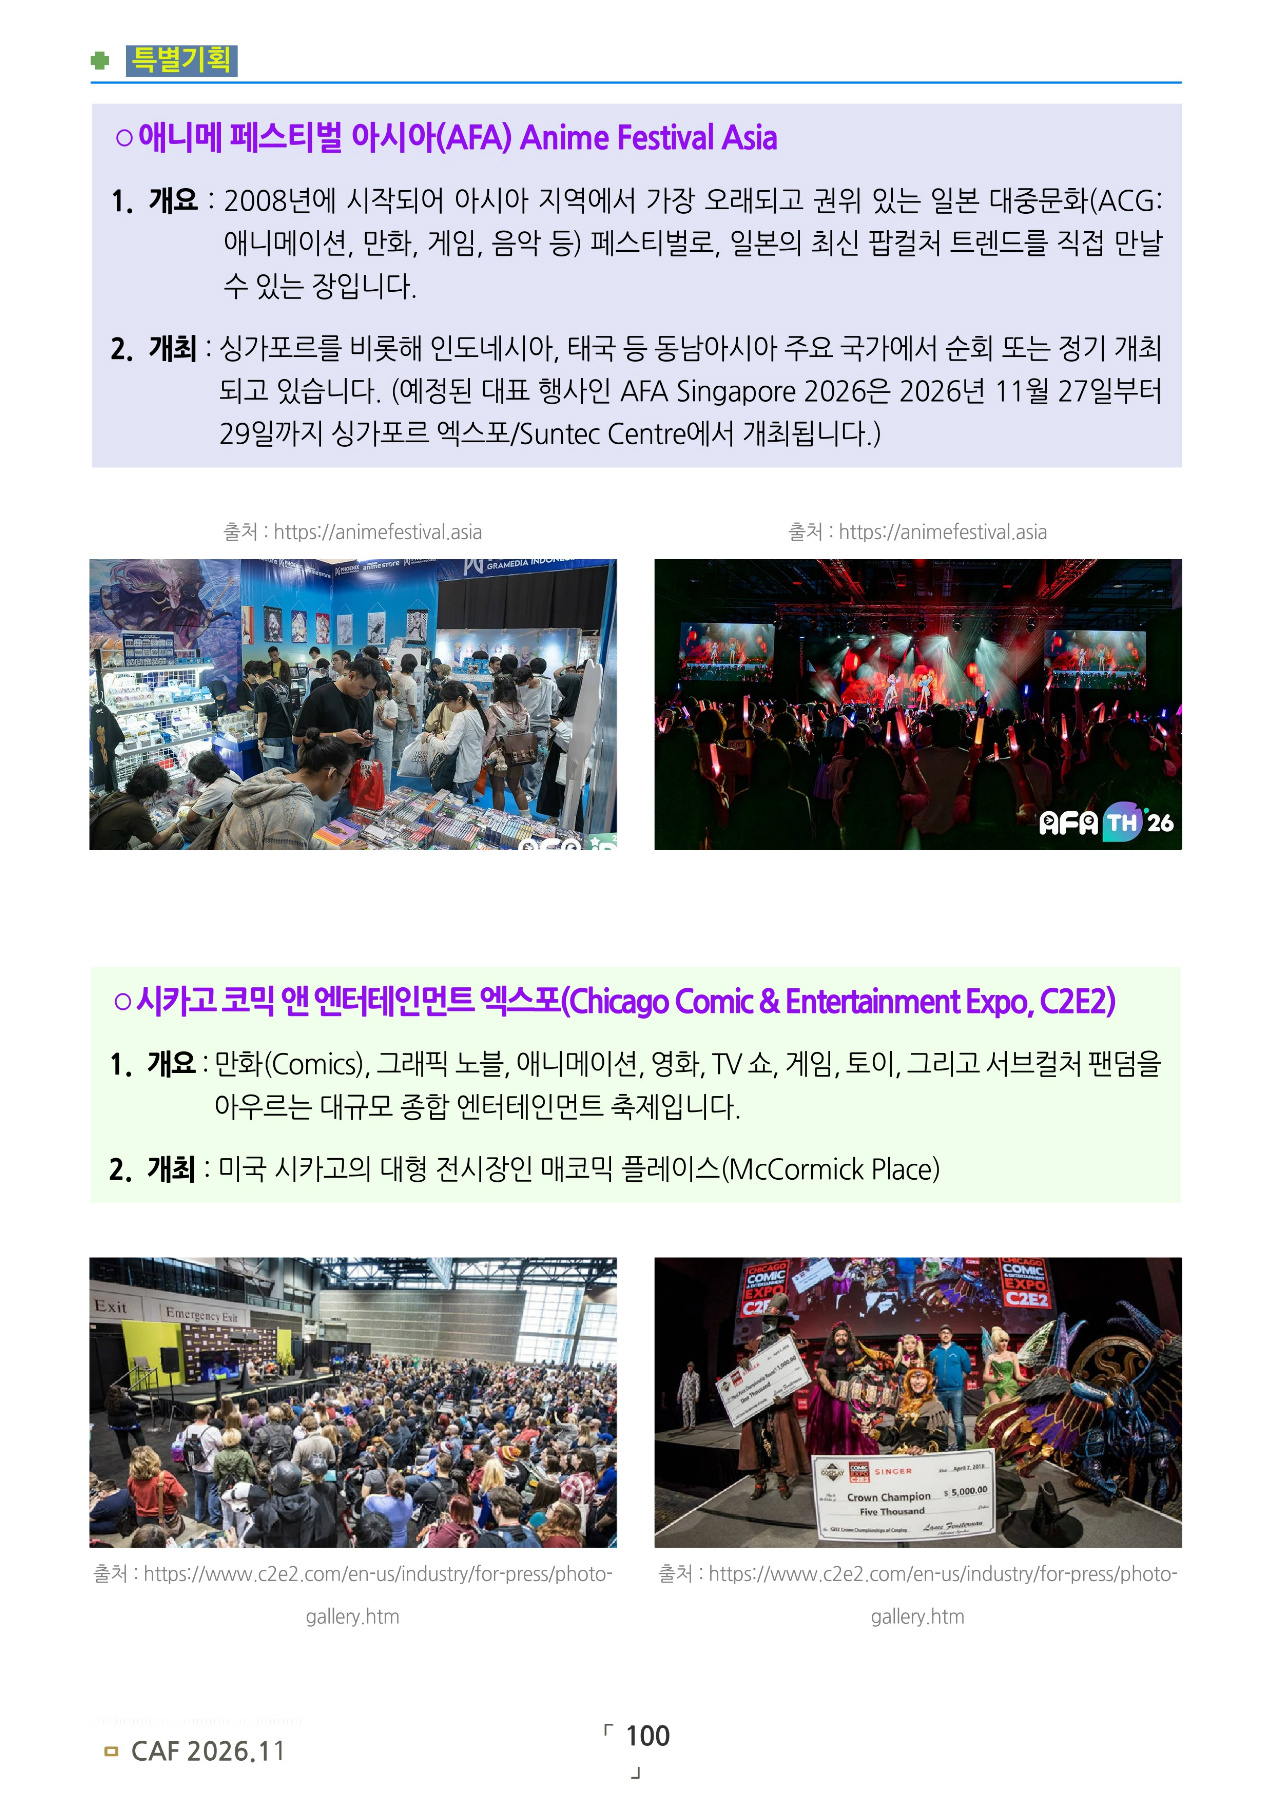 특별기획
○ 애니메 페스티벌 아시아(AFA) Anime Festival Asia
1. 개요 : 2008년에 시작되어 아시아 지역에서 가장 오래되고 권위 있는 일본 대중문화(ACG:
애니메이션, 만화, 게임, 음악 등) 페스티벌로, 일본의 최신 팝컬처 트렌드를 직접 만날
수 있는 장입니다.
2. 개최 : 싱가포르를 비롯해 인도네시아, 태국 등 동남아시아 주요 국가에서 순회 또는 정기 개최
되고 있습니다. (예정된 대표 행사인 AFA Singapore 2026은 2026년 11월 27일부터
29일까지 싱가포르 엑스포/Suntec Centre에서 개최됩니다.)
출처 : https://animefestival.asia
출처 : https://animefestival.asia
GRAMEDIA
AFA TH '26
○ 시카고 코믹 앤 엔터테인먼트 엑스포(Chicago Comic & Entertainment Expo, C2E2)
1. 개요 : 만화(Comics), 그래픽 노블, 애니메이션, 영화, TV 쇼, 게임, 토이, 그리고 서브컬처 팬덤을
아우르는 대규모 종합 엔터테인먼트 축제입니다.
2. 개최 : 미국 시카고의 대형 전시장인 매코믹 플레이스(McCormick Place)
Exit
Emergency Exit
CHICAGO
COMIC
EXPO
CHICAGO
COMIC
EXPO
C2E2
One Thousand
SINGER
April 7, 2018
Crown Champion $ 5,000.00
Five Thousand
출처 : https://www.c2e2.com/en-us/industry/for-press/photo-
gallery.htm
출처 : https://www.c2e2.com/en-us/industry/for-press/photo-
gallery.htm
CAF 2026.11
「 100
」